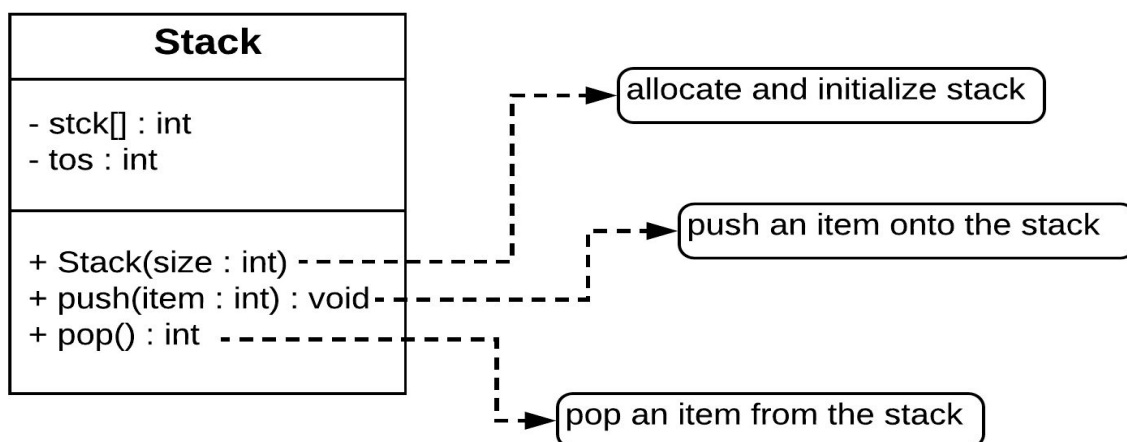 Stack
- stck[] : int
- tos : int
+ Stack(size : int)
+ push(item : int) : void
+ pop() : int
allocate and initialize stack
push an item onto the stack
pop an item from the stack